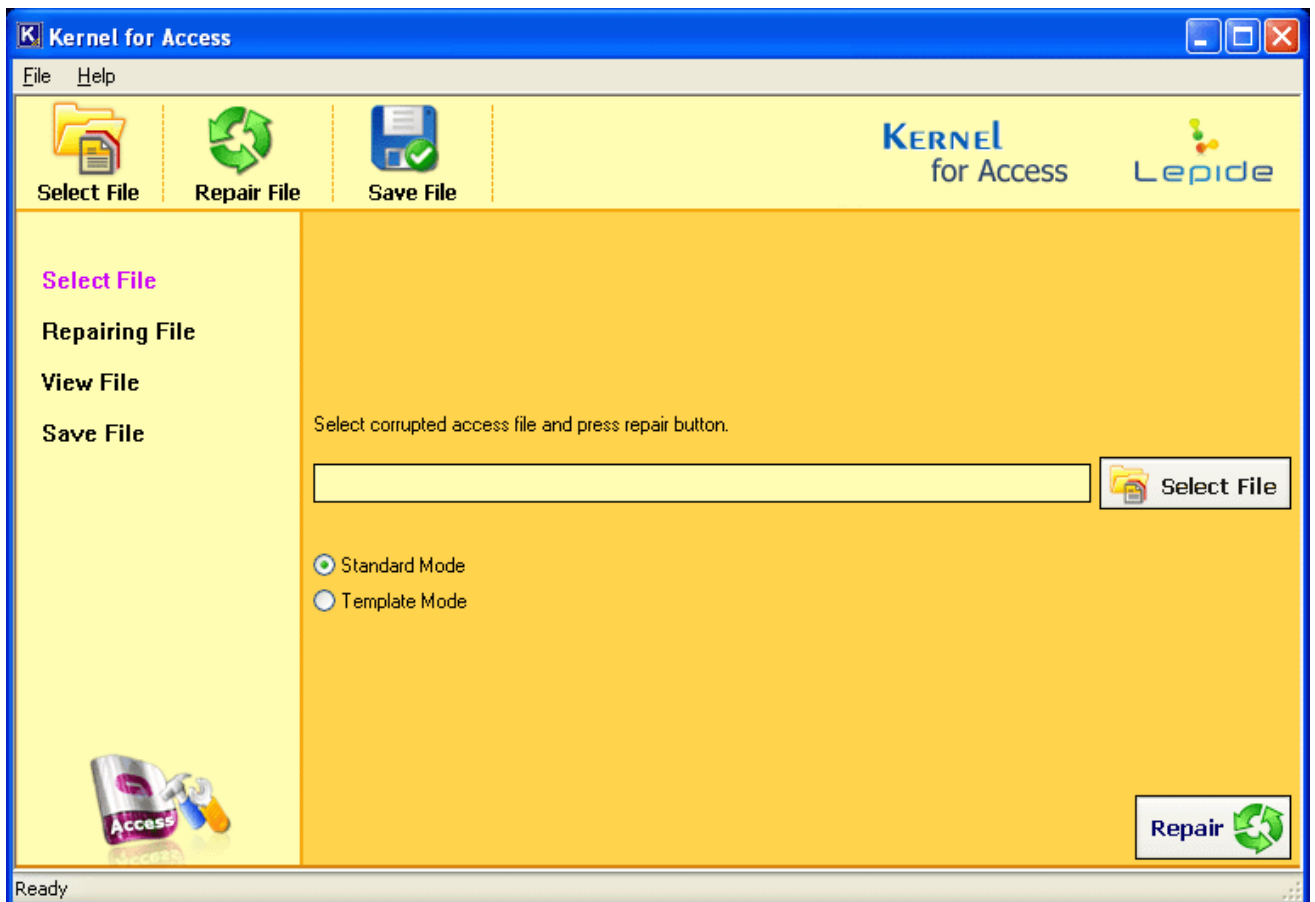 Kernel for Access
File Help
Select File Repair File Save File
KERNEL for Access
Lepide
Select File
Repairing File
View File
Save File
Select corrupted access file and press repair button.
Select File
Standard Mode
Template Mode
Access
Repair
Ready